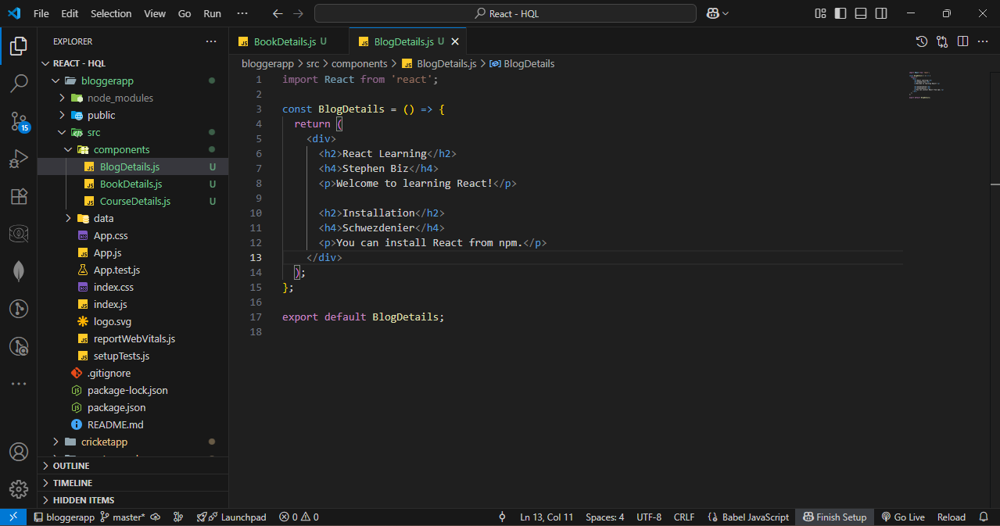 File Edit Selection View Go Run ··· React - HQL
EXPLORER ···
REACT - HQL
bloggerapp
node_modules
public
src
components
BlogDetails.js U
BookDetails.js U
CourseDetails.js U
data
App.css
App.js
App.test.js
index.css
index.js
logo.svg
reportWebVitals.js
setupTests.js
.gitignore
package-lock.json
package.json
README.md
cricketapp
OUTLINE
TIMELINE
HIDDEN ITEMS
15
BookDetails.js U BlogDetails.js U
bloggerapp > src > components > BlogDetails.js > BlogDetails
1 import React from 'react';
2
3 const BlogDetails = () => {
4 return (
5 <div>
6 <h2>React Learning</h2>
7 <h4>Stephen Biz</h4>
8 <p>Welcome to learning React!</p>
9
10 <h2>Installation</h2>
11 <h4>Schwezdenier</h4>
12 <p>You can install React from npm.</p>
13 </div>
14 );
15 };
16
17 export default BlogDetails;
18
bloggerapp master* Launchpad 0 0 Ln 13, Col 11 Spaces: 4 UTF-8 CRLF Babel JavaScript Finish Setup Go Live Reload